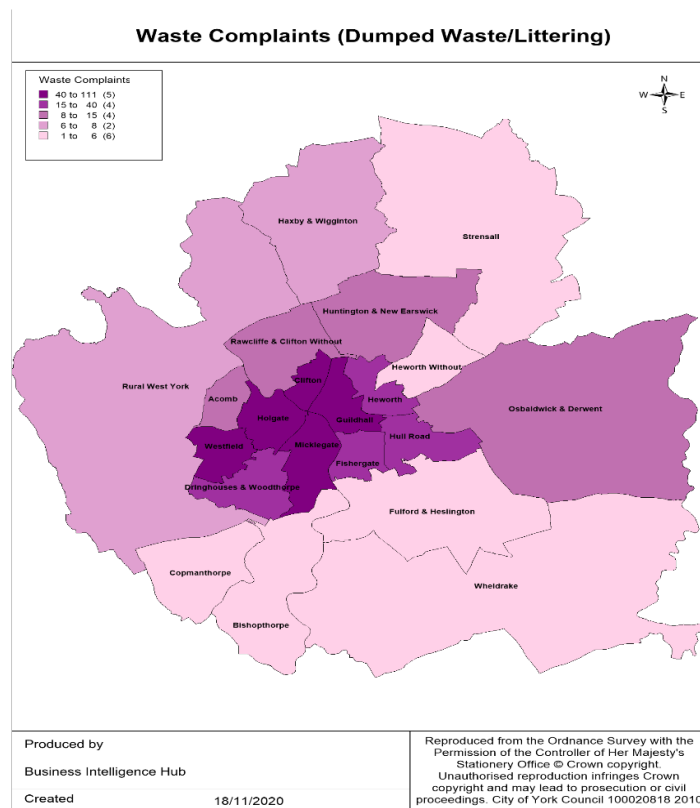 Waste Complaints (Dumped Waste/Littering)
Waste Complaints
40 to 111 (5)
15 to 40 (4)
8 to 15 (4)
6 to 8 (2)
1 to 6 (6)
N
W E
S
Haxby & Wigginton
Strensall
Huntington & New Earswick
Rawcliffe & Clifton Without
Heworth Without
Rural West York
Clifton
Acomb
Heworth
Osbaldwick & Derwent
Holgate
Guildhall
Hull Road
Westfield
Micklegate
Fishergate
Dringhouses & Woodthorpe
Fulford & Heslington
Copmanthorpe
Wheldrake
Bishopthorpe
Produced by
Business Intelligence Hub
Created 18/11/2020
Reproduced from the Ordnance Survey with the
Permission of the Controller of Her Majesty's
Stationery Office © Crown copyright.
Unauthorised reproduction infringes Crown
copyright and may lead to prosecution or civil
proceedings. City of York Council 100020818 2010